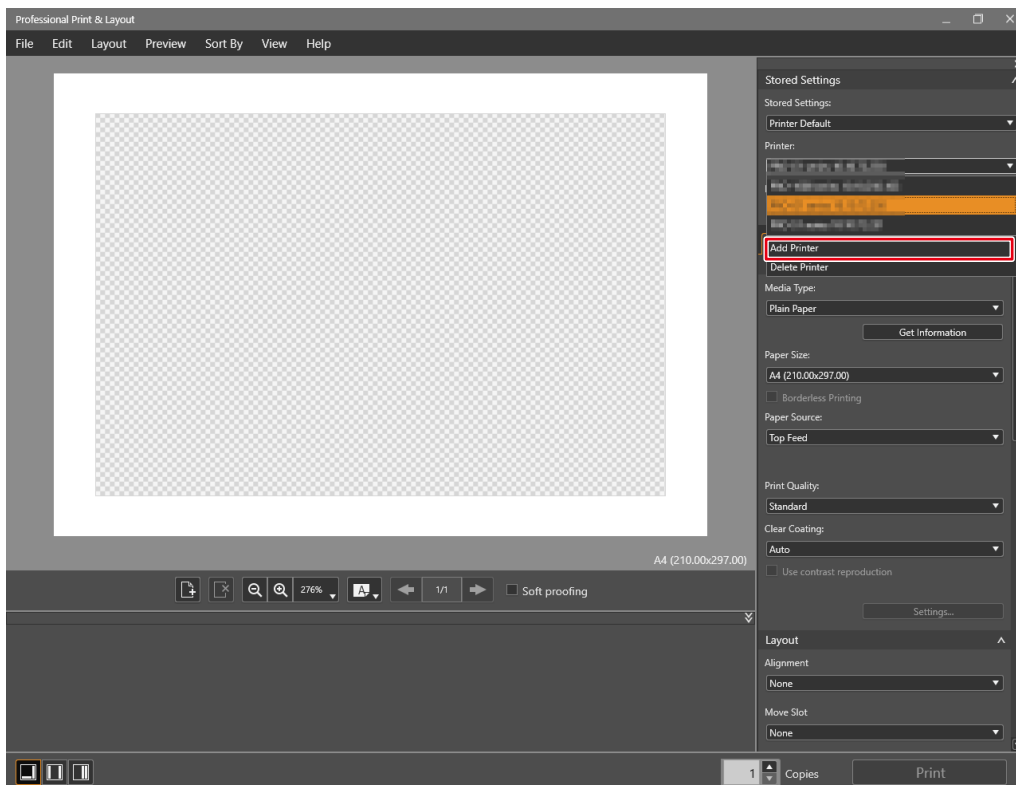 Professional Print & Layout
File Edit Layout Preview Sort By View Help
Stored Settings
Stored Settings:
Printer Default
Printer:
Add Printer
Delete Printer
Media Type:
Plain Paper
Get Information
Paper Size:
A4 (210.00x297.00)
Borderless Printing
Paper Source:
Top Feed
Print Quality:
Standard
Clear Coating:
Auto
Use contrast reproduction
Settings...
A4 (210.00x297.00)
276% A 1/1 Soft proofing
Layout
Alignment
None
Move Slot
None
1 Copies Print